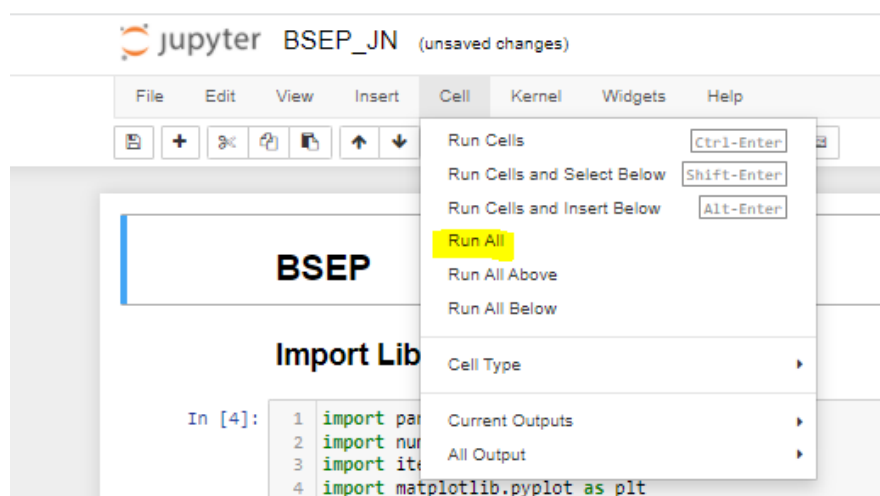 jupyter BSEP_JN (unsaved changes)
File Edit View Insert Cell Kernel Widgets Help
Run Cells Ctrl-Enter
Run Cells and Select Below Shift-Enter
Run Cells and Insert Below Alt-Enter
Run All
BSEP
Run All Above
Run All Below
Import Lib
Cell Type
In [4]: 1 import par
Current Outputs
2 import nu
3 import ite
All Output
4 import matplotlib.pyplot as plt